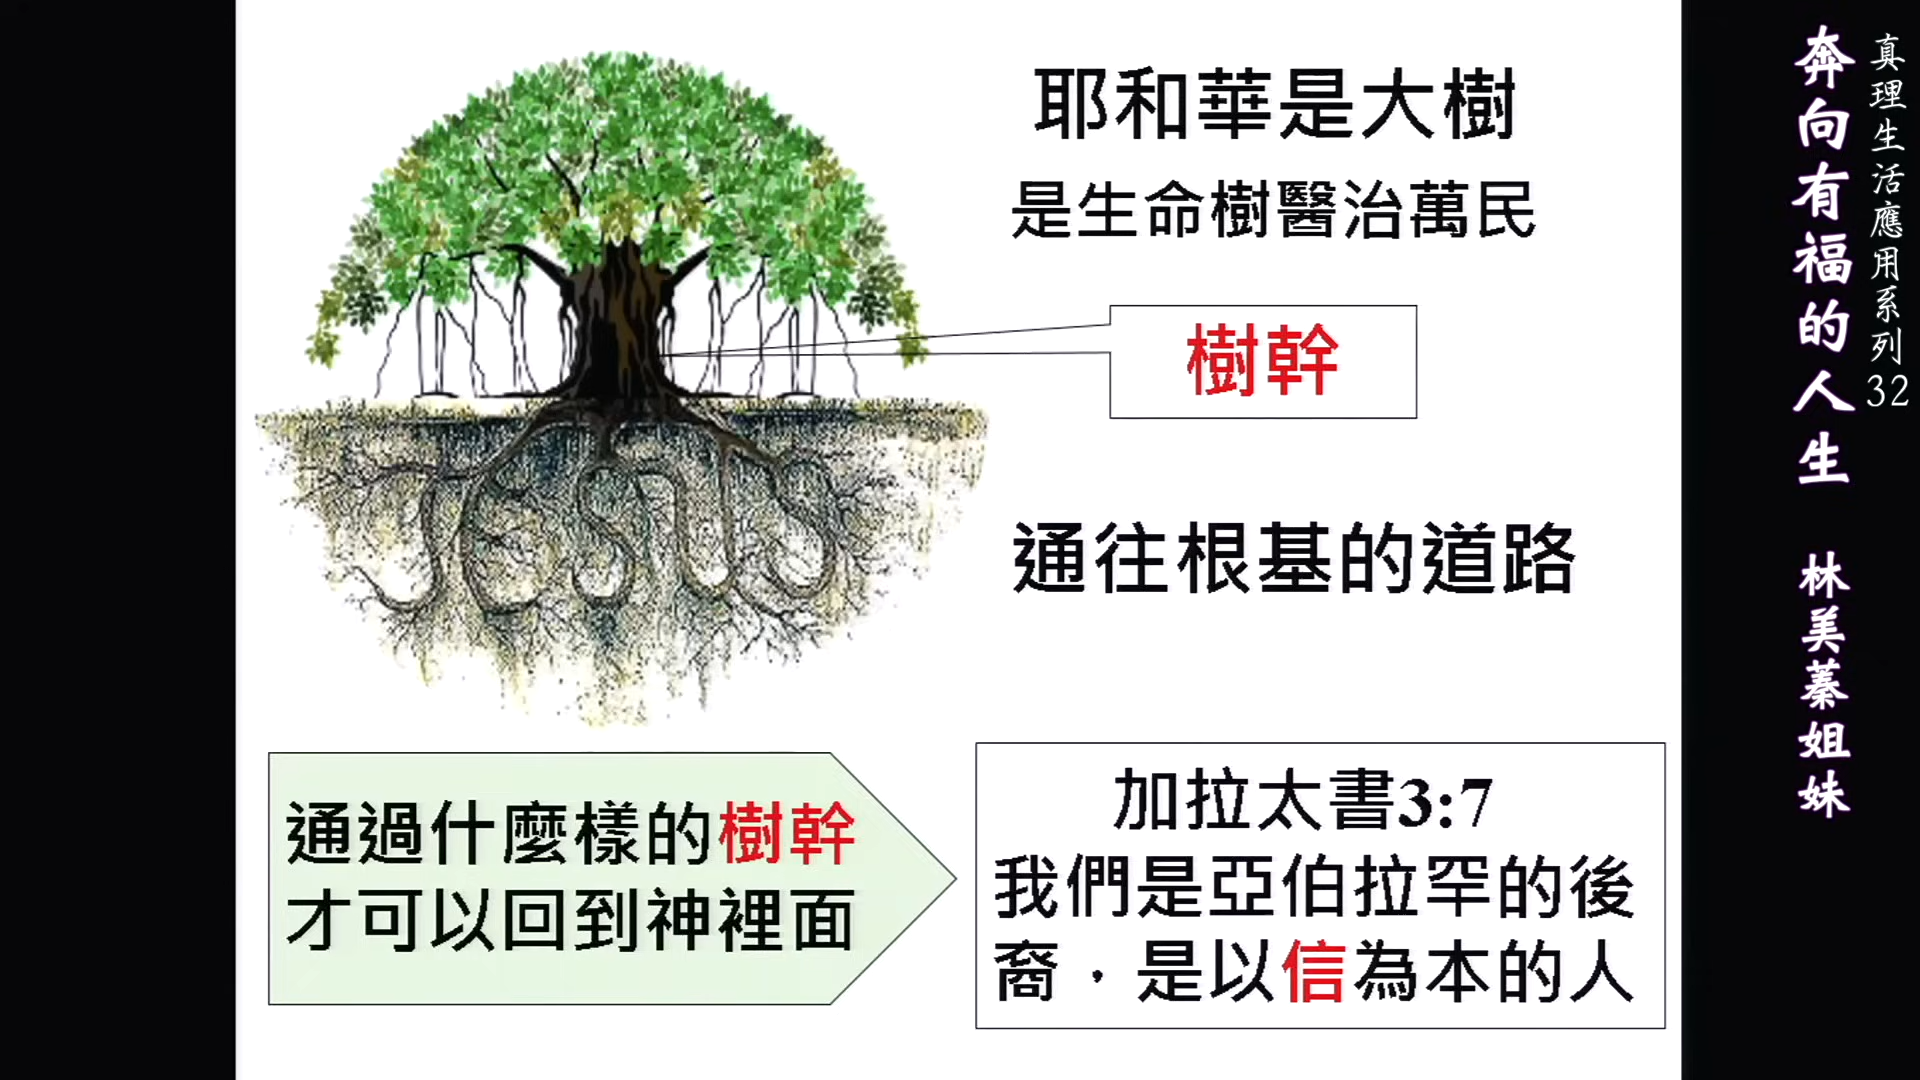 耶和華是大樹
是生命樹醫治萬民
樹幹
Jesus
通往根基的道路
通過什麼樣的樹幹
才可以回到神裡面
加拉太書3:7
我們是亞伯拉罕的後
裔．是以信為本的人
真理生活應用系列32
奔向有福的人生 林美蓁姐妹